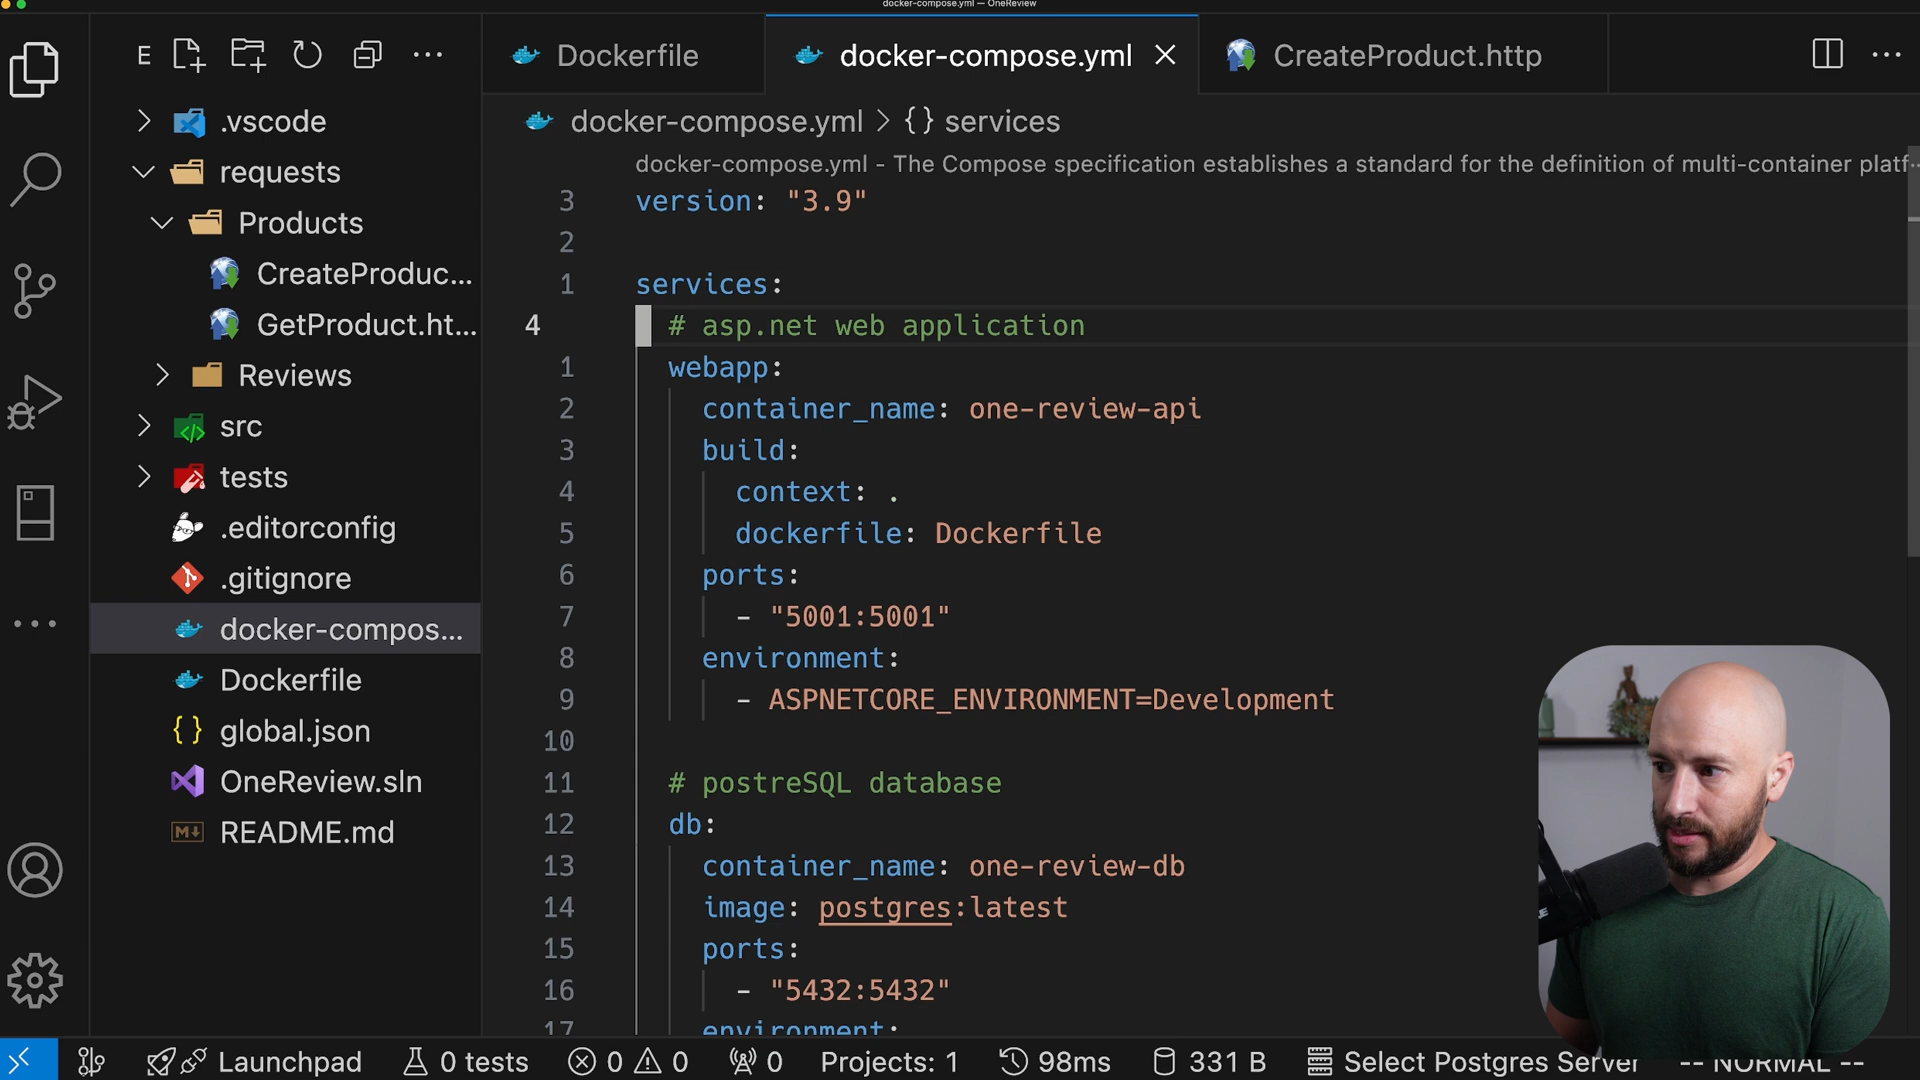 docker-compose.yml — OneReview
E
Dockerfile
docker-compose.yml
CreateProduct.http
.vscode
requests
Products
CreateProduc...
GetProduct.ht...
Reviews
src
tests
.editorconfig
.gitignore
docker-compos...
Dockerfile
global.json
OneReview.sln
README.md
docker-compose.yml > {} services
docker-compose.yml - The Compose specification establishes a standard for the definition of multi-container platf...
3 version: "3.9"
2
1 services:
4 # asp.net web application
1 webapp:
2 container_name: one-review-api
3 build:
4 context: .
5 dockerfile: Dockerfile
6 ports:
7 - "5001:5001"
8 environment:
9 - ASPNETCORE_ENVIRONMENT=Development
10
11 # postreSQL database
12 db:
13 container_name: one-review-db
14 image: postgres:latest
15 ports:
16 - "5432:5432"
17 environment:
Launchpad 0 tests 0 0 0 Projects: 1 98ms 331 B Select Postgres Server -- NORMAL --